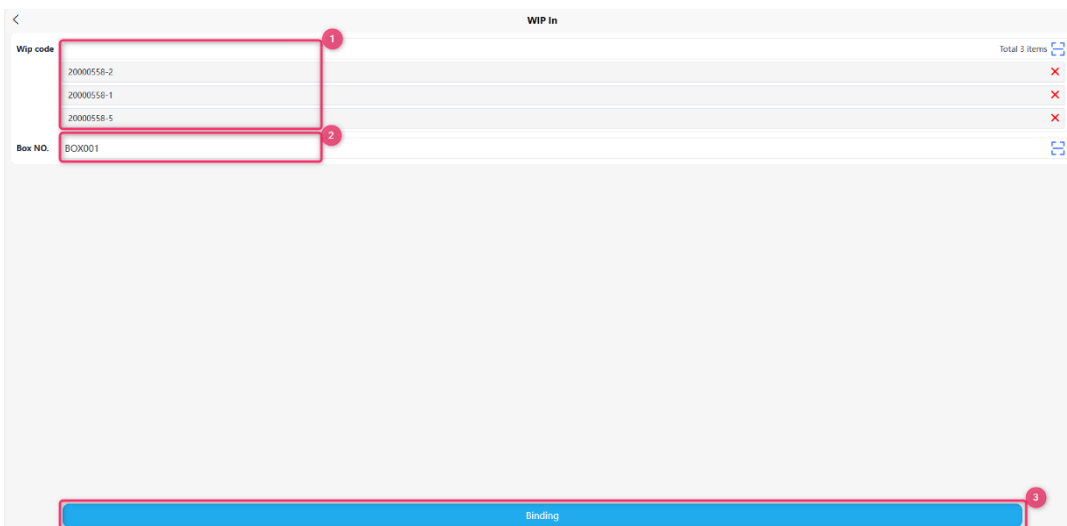 WIP In
1
Wip code Total 3 items
20000558-2
20000558-1
20000558-5
2
Box NO. BOX001
3
Binding